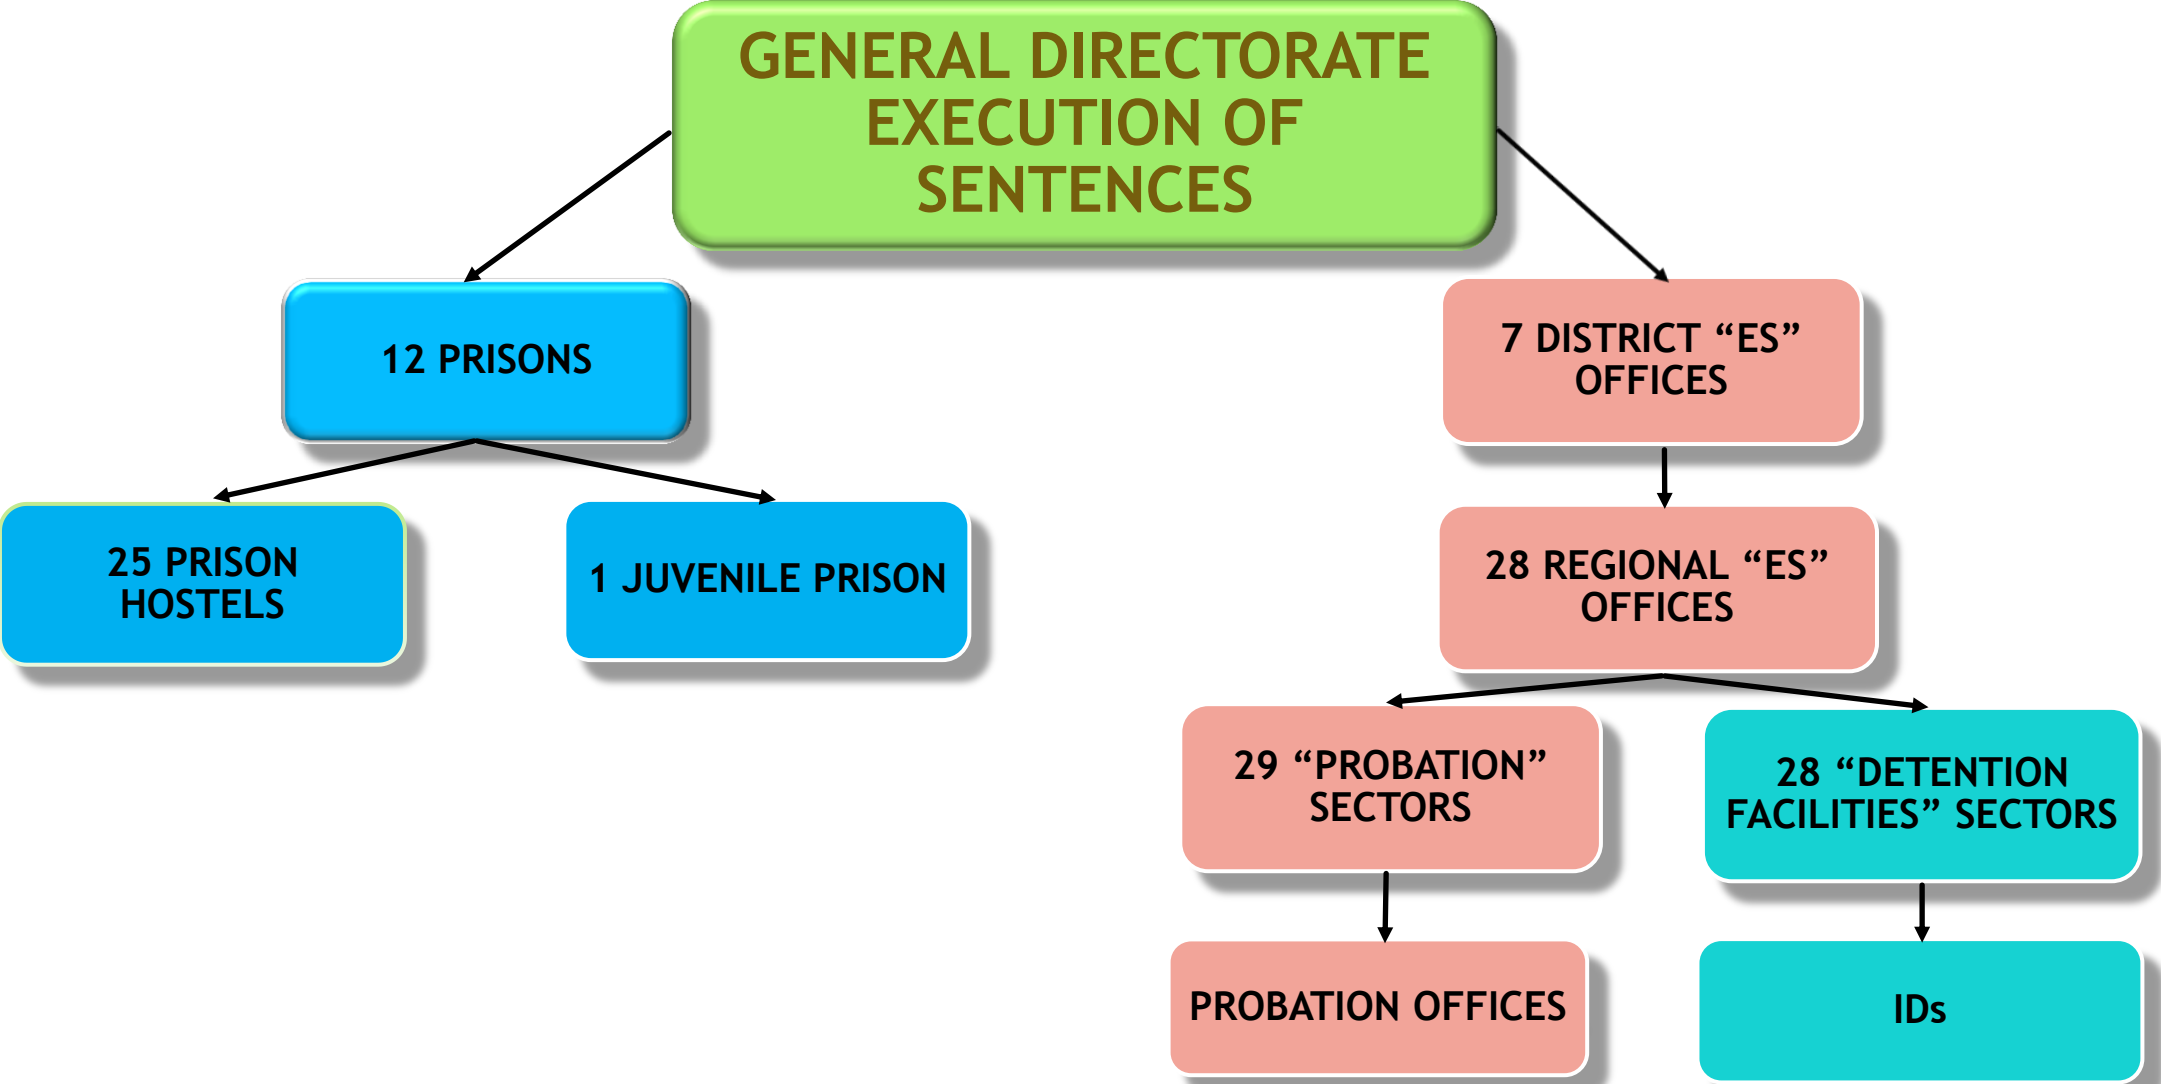 GENERAL DIRECTORATE
EXECUTION OF
SENTENCES
12 PRISONS
7 DISTRICT “ES”
OFFICES
25 PRISON
HOSTELS
1 JUVENILE PRISON
28 REGIONAL “ES”
OFFICES
29 “PROBATION”
SECTORS
28 “DETENTION
FACILITIES” SECTORS
PROBATION OFFICES
IDs